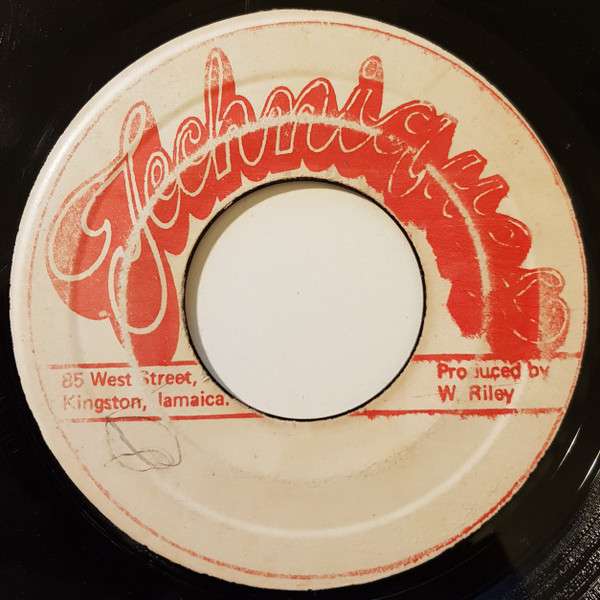 Techniques
85 West Street,
Kingston, Jamaica.
Produced by
W. Riley